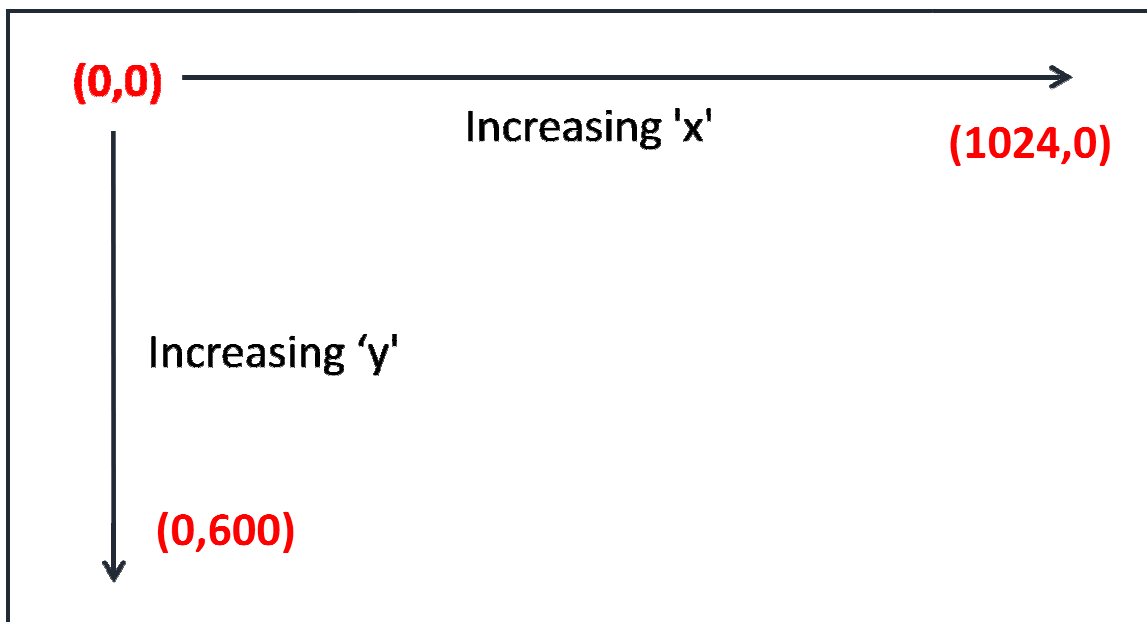 (0,0)
Increasing 'x'
(1024,0)
Increasing ‘y'
(0,600)